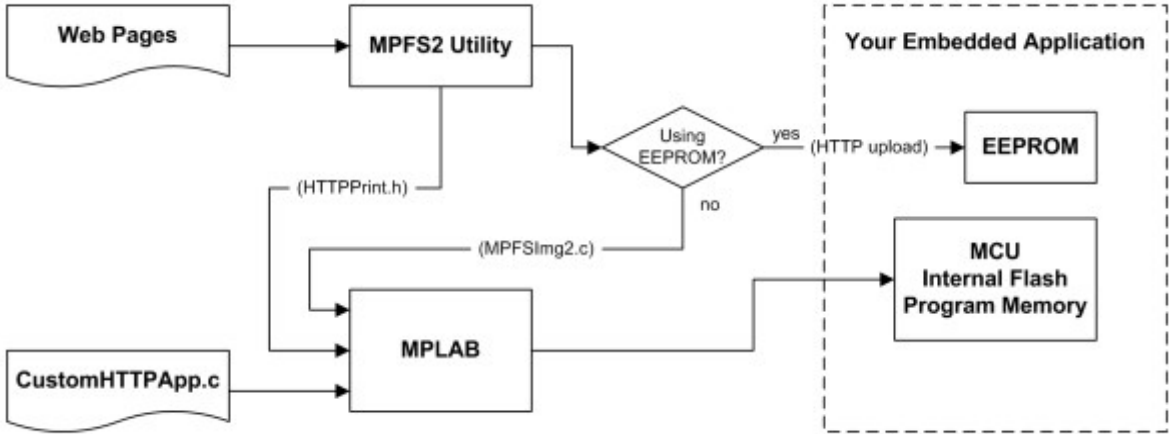 Web Pages
MPFS2 Utility
Your Embedded Application
Using
EEPROM?
yes
(HTTP upload)
EEPROM
(HTTPPrint.h)
no
(MPFSImg2.c)
MCU
Internal Flash
Program Memory
MPLAB
CustomHTTPApp.c